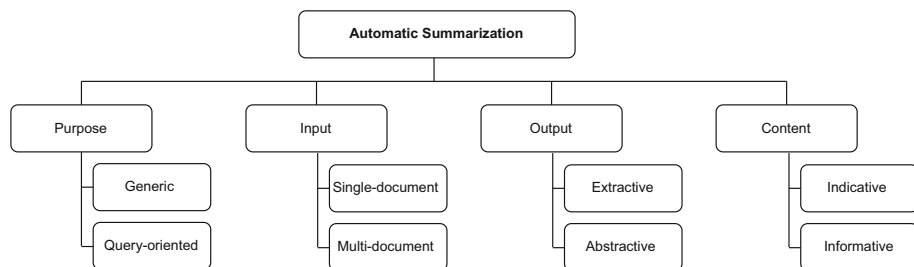 Automatic Summarization
Purpose
Input
Output
Content
Generic
Single-document
Extractive
Indicative
Query-oriented
Multi-document
Abstractive
Informative